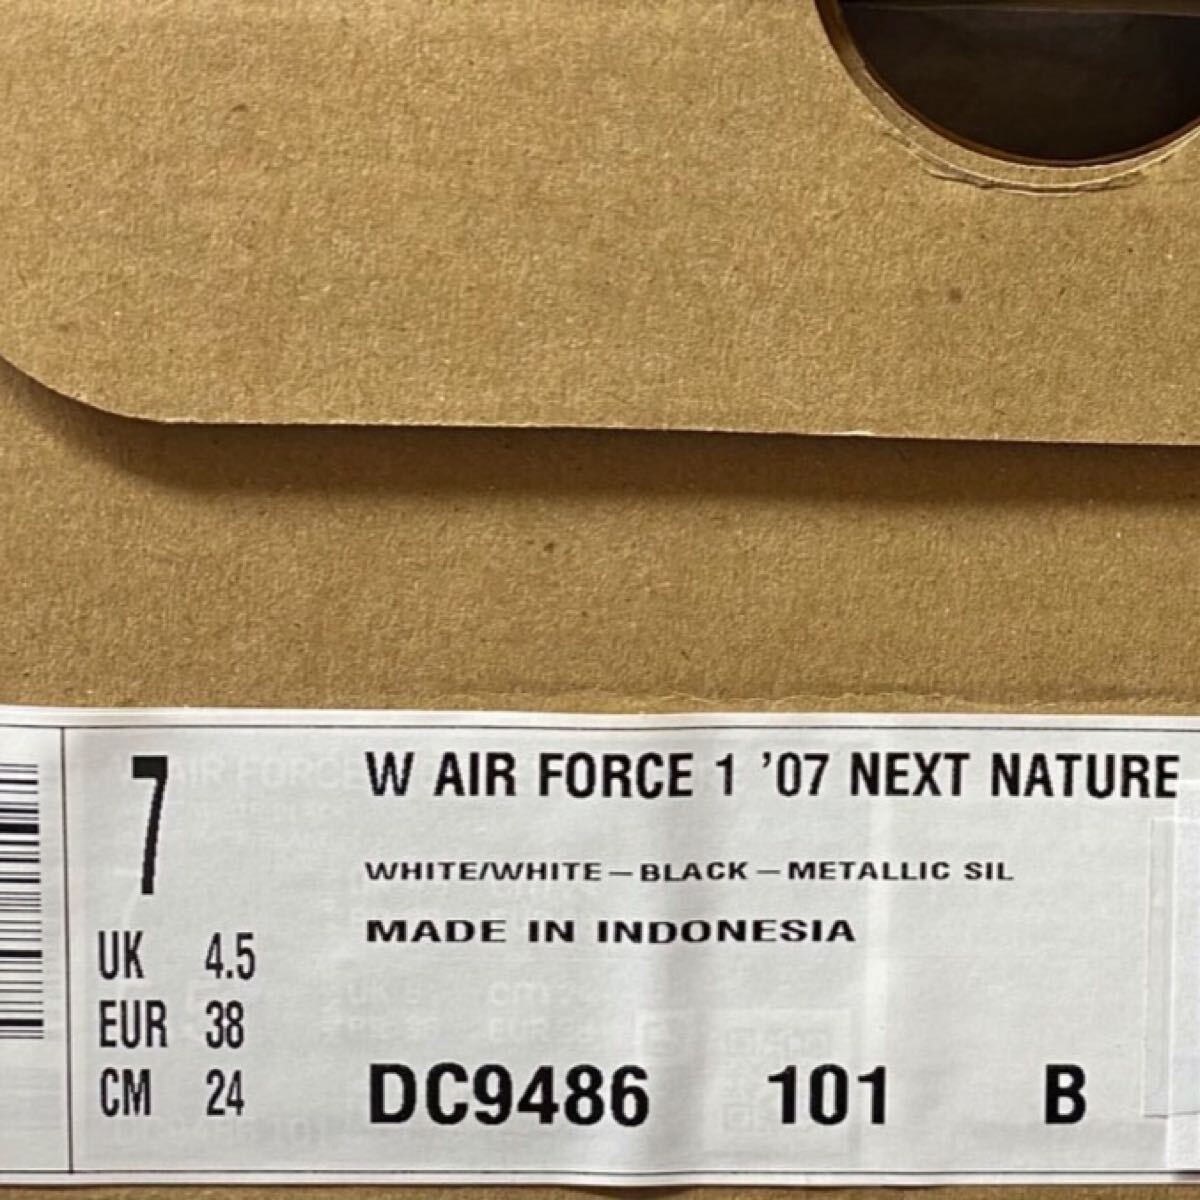 7
W AIR FORCE 1 ’07 NEXT NATURE
WHITE/WHITE–BLACK–METALLIC SIL
MADE IN INDONESIA
UK 4.5
EUR 38
CM 24
DC9486 101 B